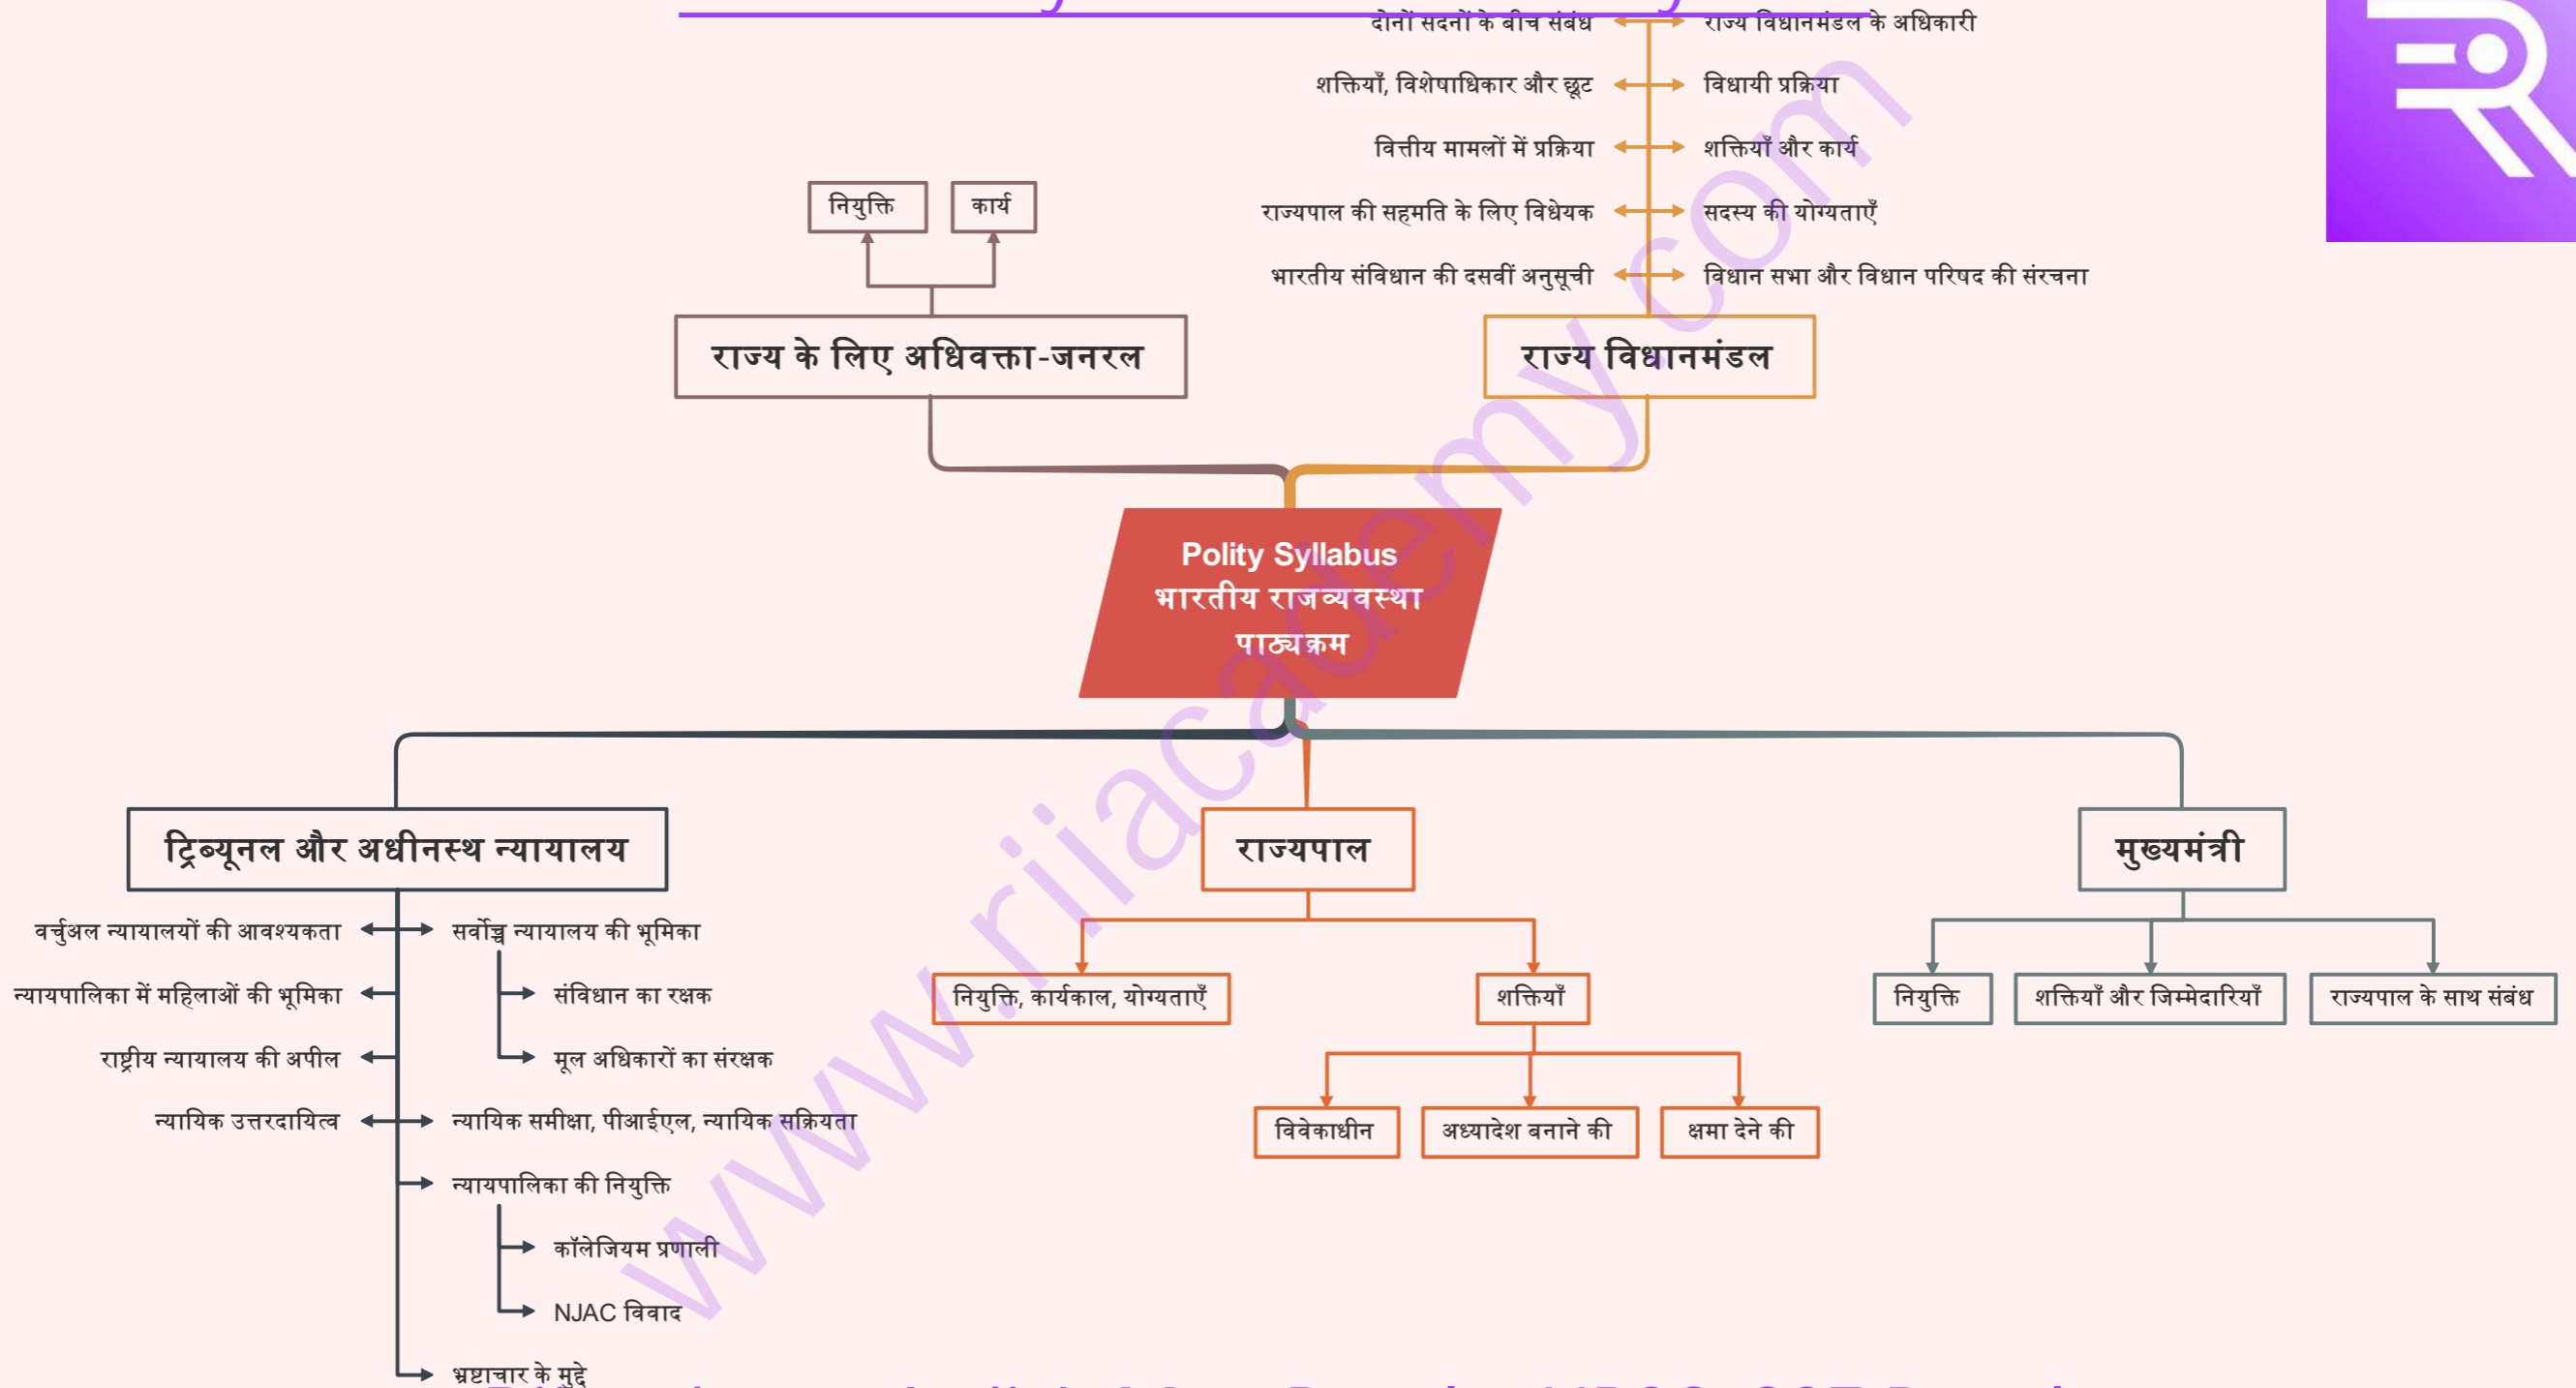 दोनों सदनों के बीच संबंध
राज्य विधानमंडल के अधिकारी
शक्तियाँ, विशेषाधिकार और छूट
विधायी प्रक्रिया
वित्तीय मामलों में प्रक्रिया
शक्तियाँ और कार्य
राज्यपाल की सहमति के लिए विधेयक
सदस्य की योग्यताएँ
भारतीय संविधान की दसवीं अनुसूची
विधान सभा और विधान परिषद की संरचना
नियुक्ति
कार्य
राज्य के लिए अधिवक्ता-जनरल
राज्य विधानमंडल
Polity Syllabus
भारतीय राजव्यवस्था
पाठ्यक्रम
ट्रिब्यूनल और अधीनस्थ न्यायालय
राज्यपाल
मुख्यमंत्री
वर्चुअल न्यायालयों की आवश्यकता
सर्वोच्च न्यायालय की भूमिका
न्यायपालिका में महिलाओं की भूमिका
संविधान का रक्षक
राष्ट्रीय न्यायालय की अपील
मूल अधिकारों का संरक्षक
न्यायिक उत्तरदायित्व
न्यायिक समीक्षा, पीआईएल, न्यायिक सक्रियता
न्यायपालिका की नियुक्ति
कॉलेजियम प्रणाली
NJAC विवाद
भ्रष्टाचार के मुद्दे
नियुक्ति, कार्यकाल, योग्यताएँ
शक्तियाँ
विवेकाधीन
अध्यादेश बनाने की
क्षमा देने की
नियुक्ति
शक्तियाँ और जिम्मेदारियाँ
राज्यपाल के साथ संबंध
www.riiacademy.com